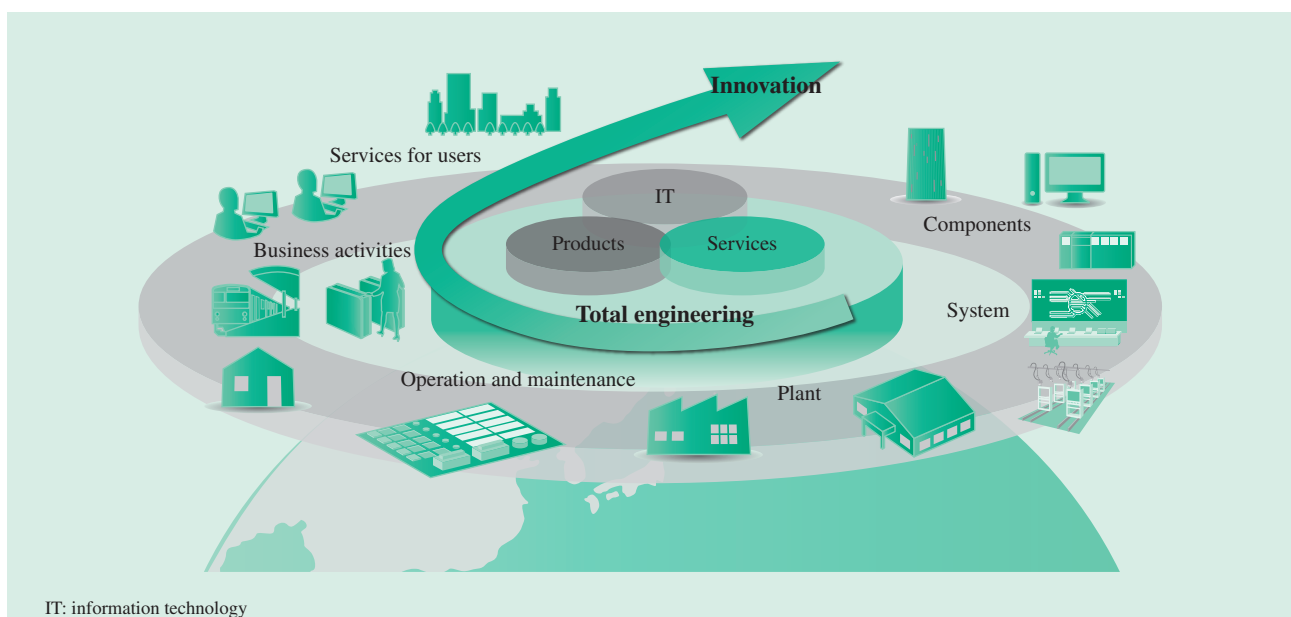 Innovation
Services for users
IT
Components
Products
Services
Business activities
System
Total engineering
Operation and maintenance
Plant
IT: information technology